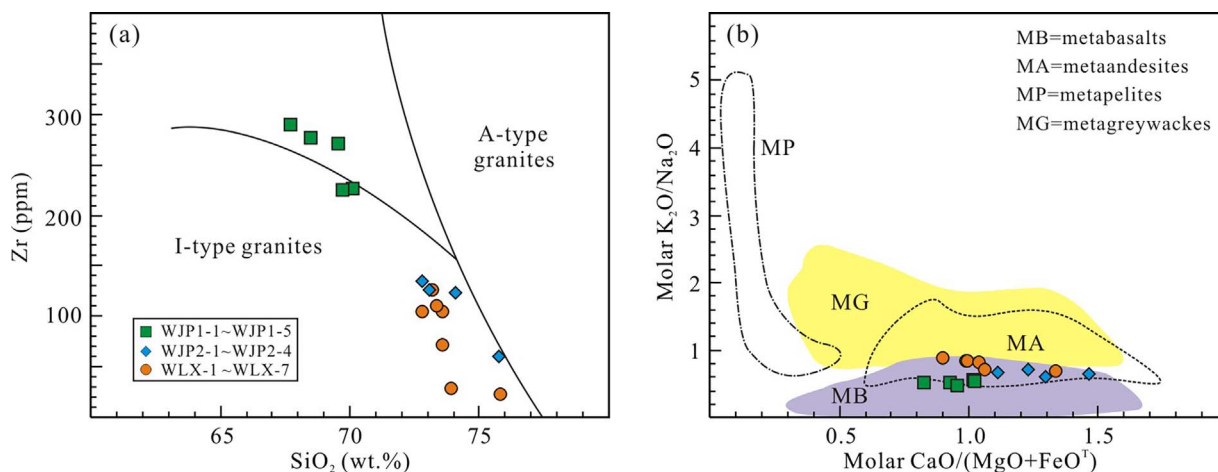 (a)
Zr (ppm)
300
200
100
65
70
75
SiO₂ (wt.%)
A-type
granites
I-type granites
WJP1-1~WJP1-5
WJP2-1~WJP2-4
WLX-1~WLX-7
(b)
MB=metabasalts
MA=metaandesites
MP=metapelites
MG=metagreywackes
Molar K₂O/Na₂O
5
4
3
2
1
0
0.5
1.0
1.5
Molar CaO/(MgO+FeOᵀ)
MP
MG
MA
MB